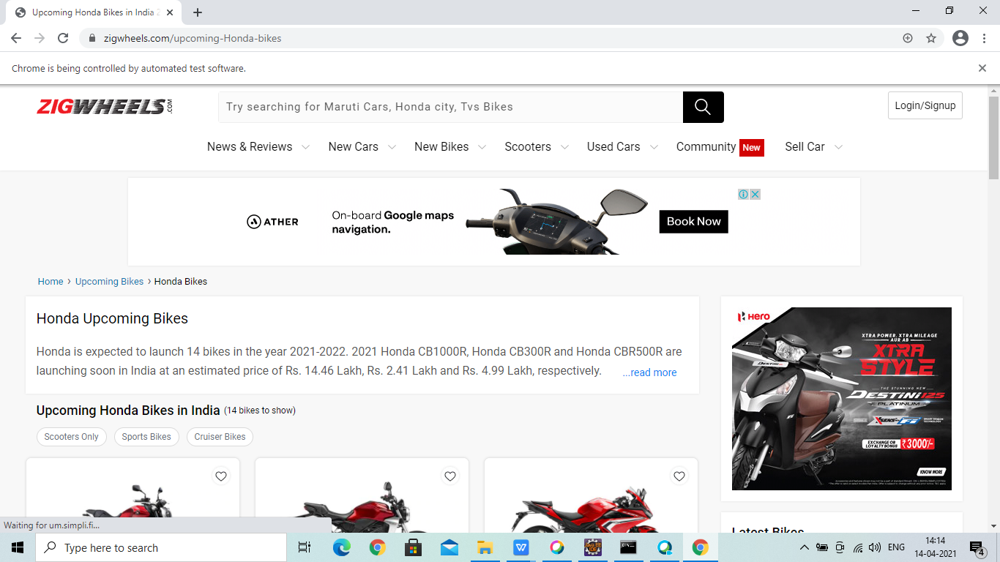 Upcoming Honda Bikes in India 2
zigwheels.com/upcoming-Honda-bikes
Chrome is being controlled by automated test software.
ZIGWHEELS.COM
Try searching for Maruti Cars, Honda city, Tvs Bikes
Login/Signup
News & Reviews
New Cars
New Bikes
Scooters
Used Cars
Community New
Sell Car
ATHER
On-board Google maps
navigation.
Book Now
Home › Upcoming Bikes › Honda Bikes
Honda Upcoming Bikes
Honda is expected to launch 14 bikes in the year 2021-2022. 2021 Honda CB1000R, Honda CB300R and Honda CBR500R are
launching soon in India at an estimated price of Rs. 14.46 Lakh, Rs. 2.41 Lakh and Rs. 4.99 Lakh, respectively. ...read more
Upcoming Honda Bikes in India (14 bikes to show)
Scooters Only
Sports Bikes
Cruiser Bikes
Hero
XTRA POWER, XTRA MILEAGE
AUR AB
XTRA
STYLE
THE STUNNING NEW
DESTINI 125
PLATINUM
XSENS Fi
EXCHANGE OR
LOYALTY BONUS ₹3000/-
KNOW MORE
Latest Bikes
Waiting for um.simpli.fi...
Type here to search
ENG
14:14
14-04-2021
4